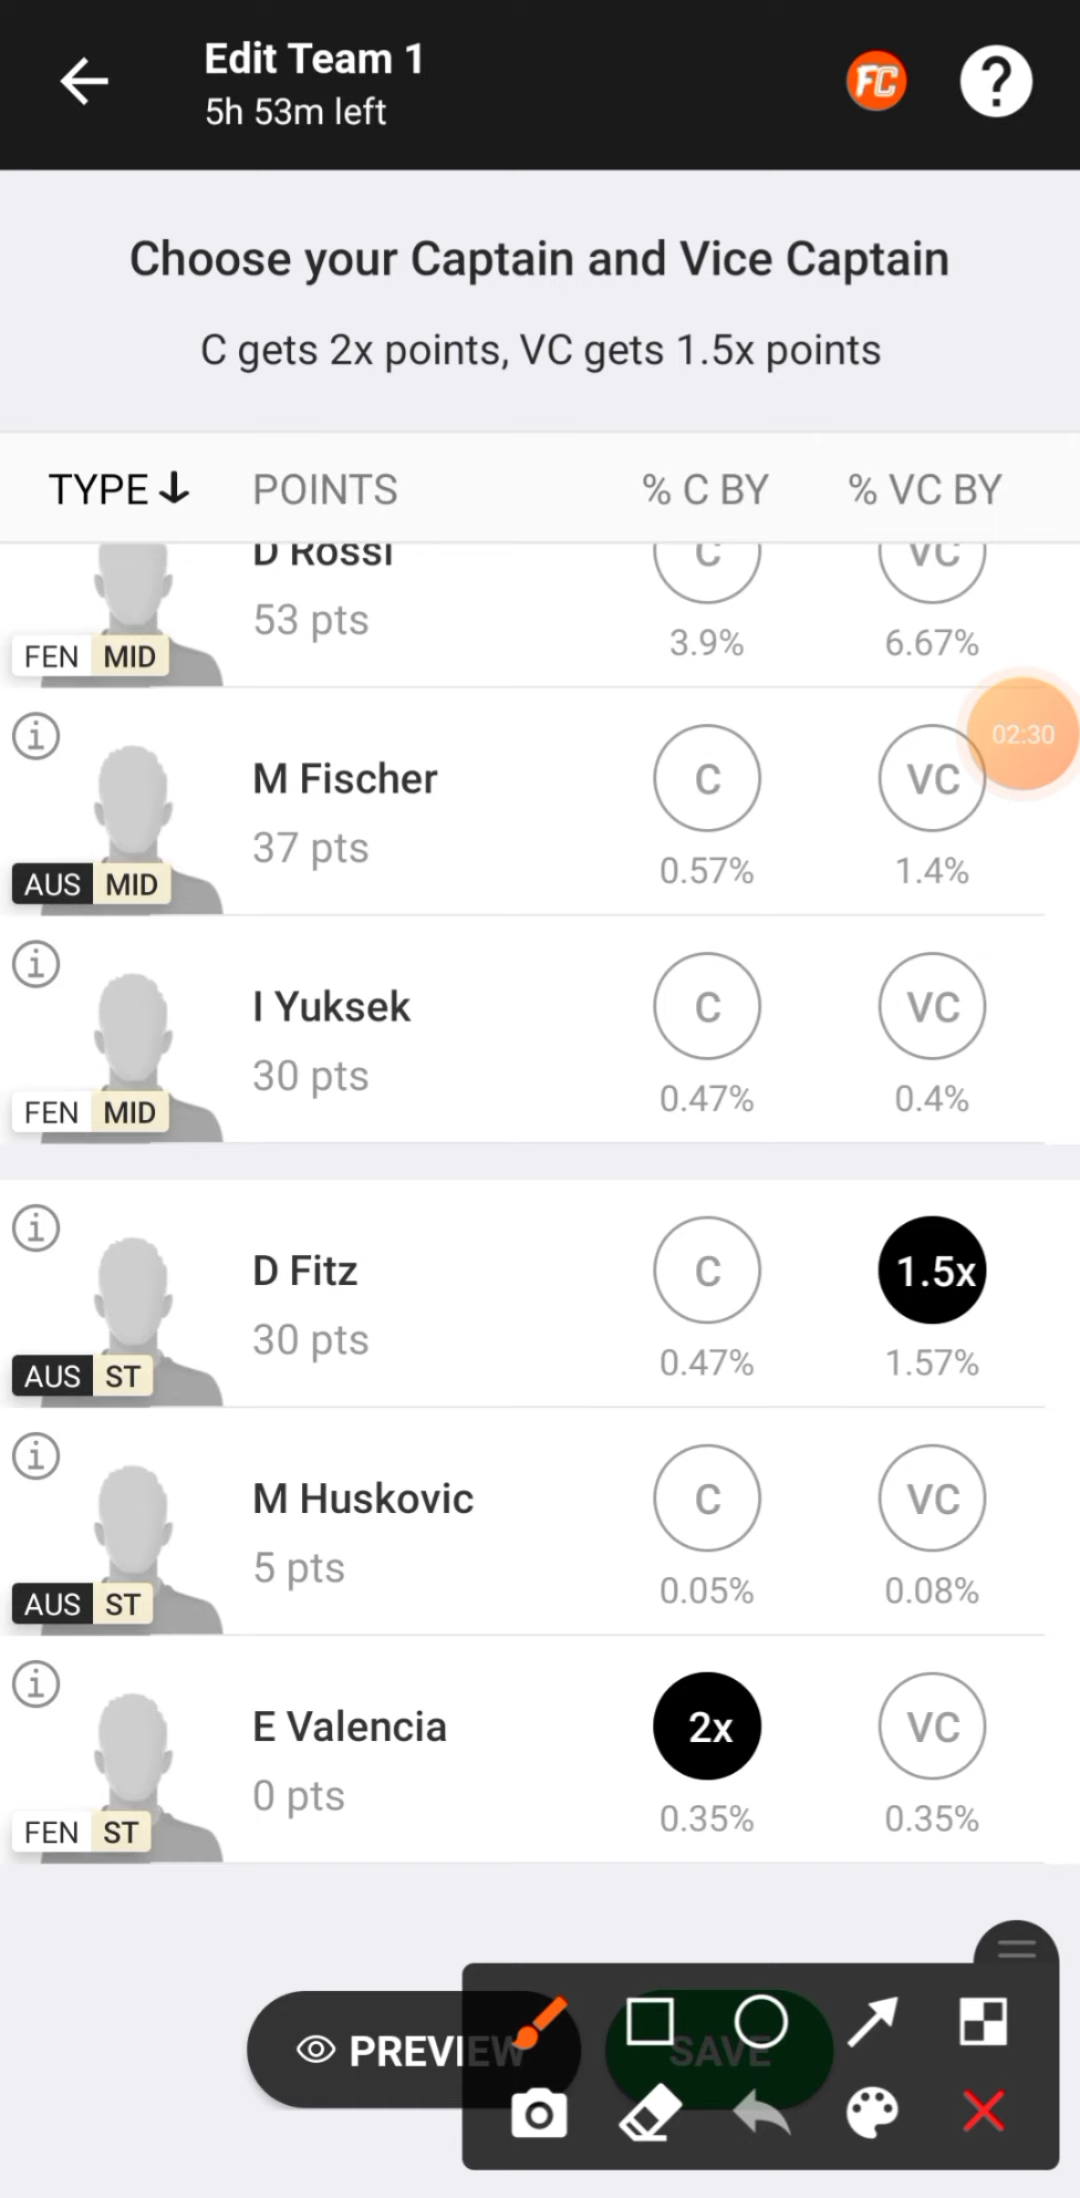 Edit Team 1
5h 53m left
FC
?
Choose your Captain and Vice Captain
C gets 2x points, VC gets 1.5x points
TYPE POINTS % C BY % VC BY
D Rossi C VC
53 pts
FEN MID 3.9% 6.67%
02:30
M Fischer C VC
37 pts
AUS MID 0.57% 1.4%
I Yuksek C VC
30 pts
FEN MID 0.47% 0.4%
D Fitz C 1.5x
30 pts
AUS ST 0.47% 1.57%
M Huskovic C VC
5 pts
AUS ST 0.05% 0.08%
E Valencia 2x VC
0 pts
FEN ST 0.35% 0.35%
PREVIEW SAVE